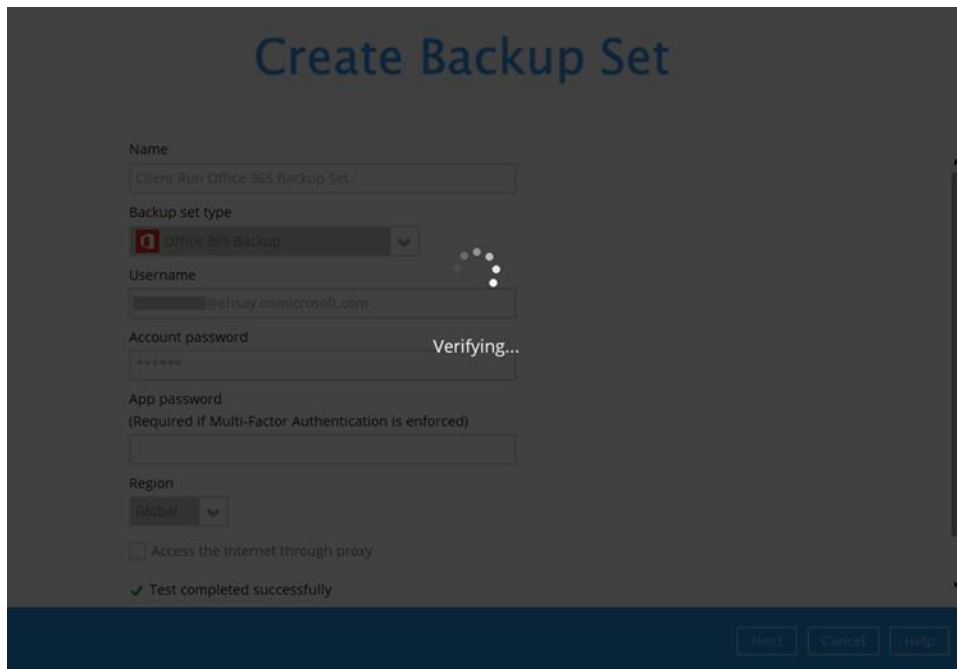 Create Backup Set
Name
Client Run Office 365 Backup Set
Backup set type
Office 365 Backup
Username
@ahsay.onmicrosoft.com
Account password
******
Verifying...
App password
(Required if Multi-Factor Authentication is enforced)
Region
Global
Access the Internet through proxy
Test completed successfully
Next Cancel Help